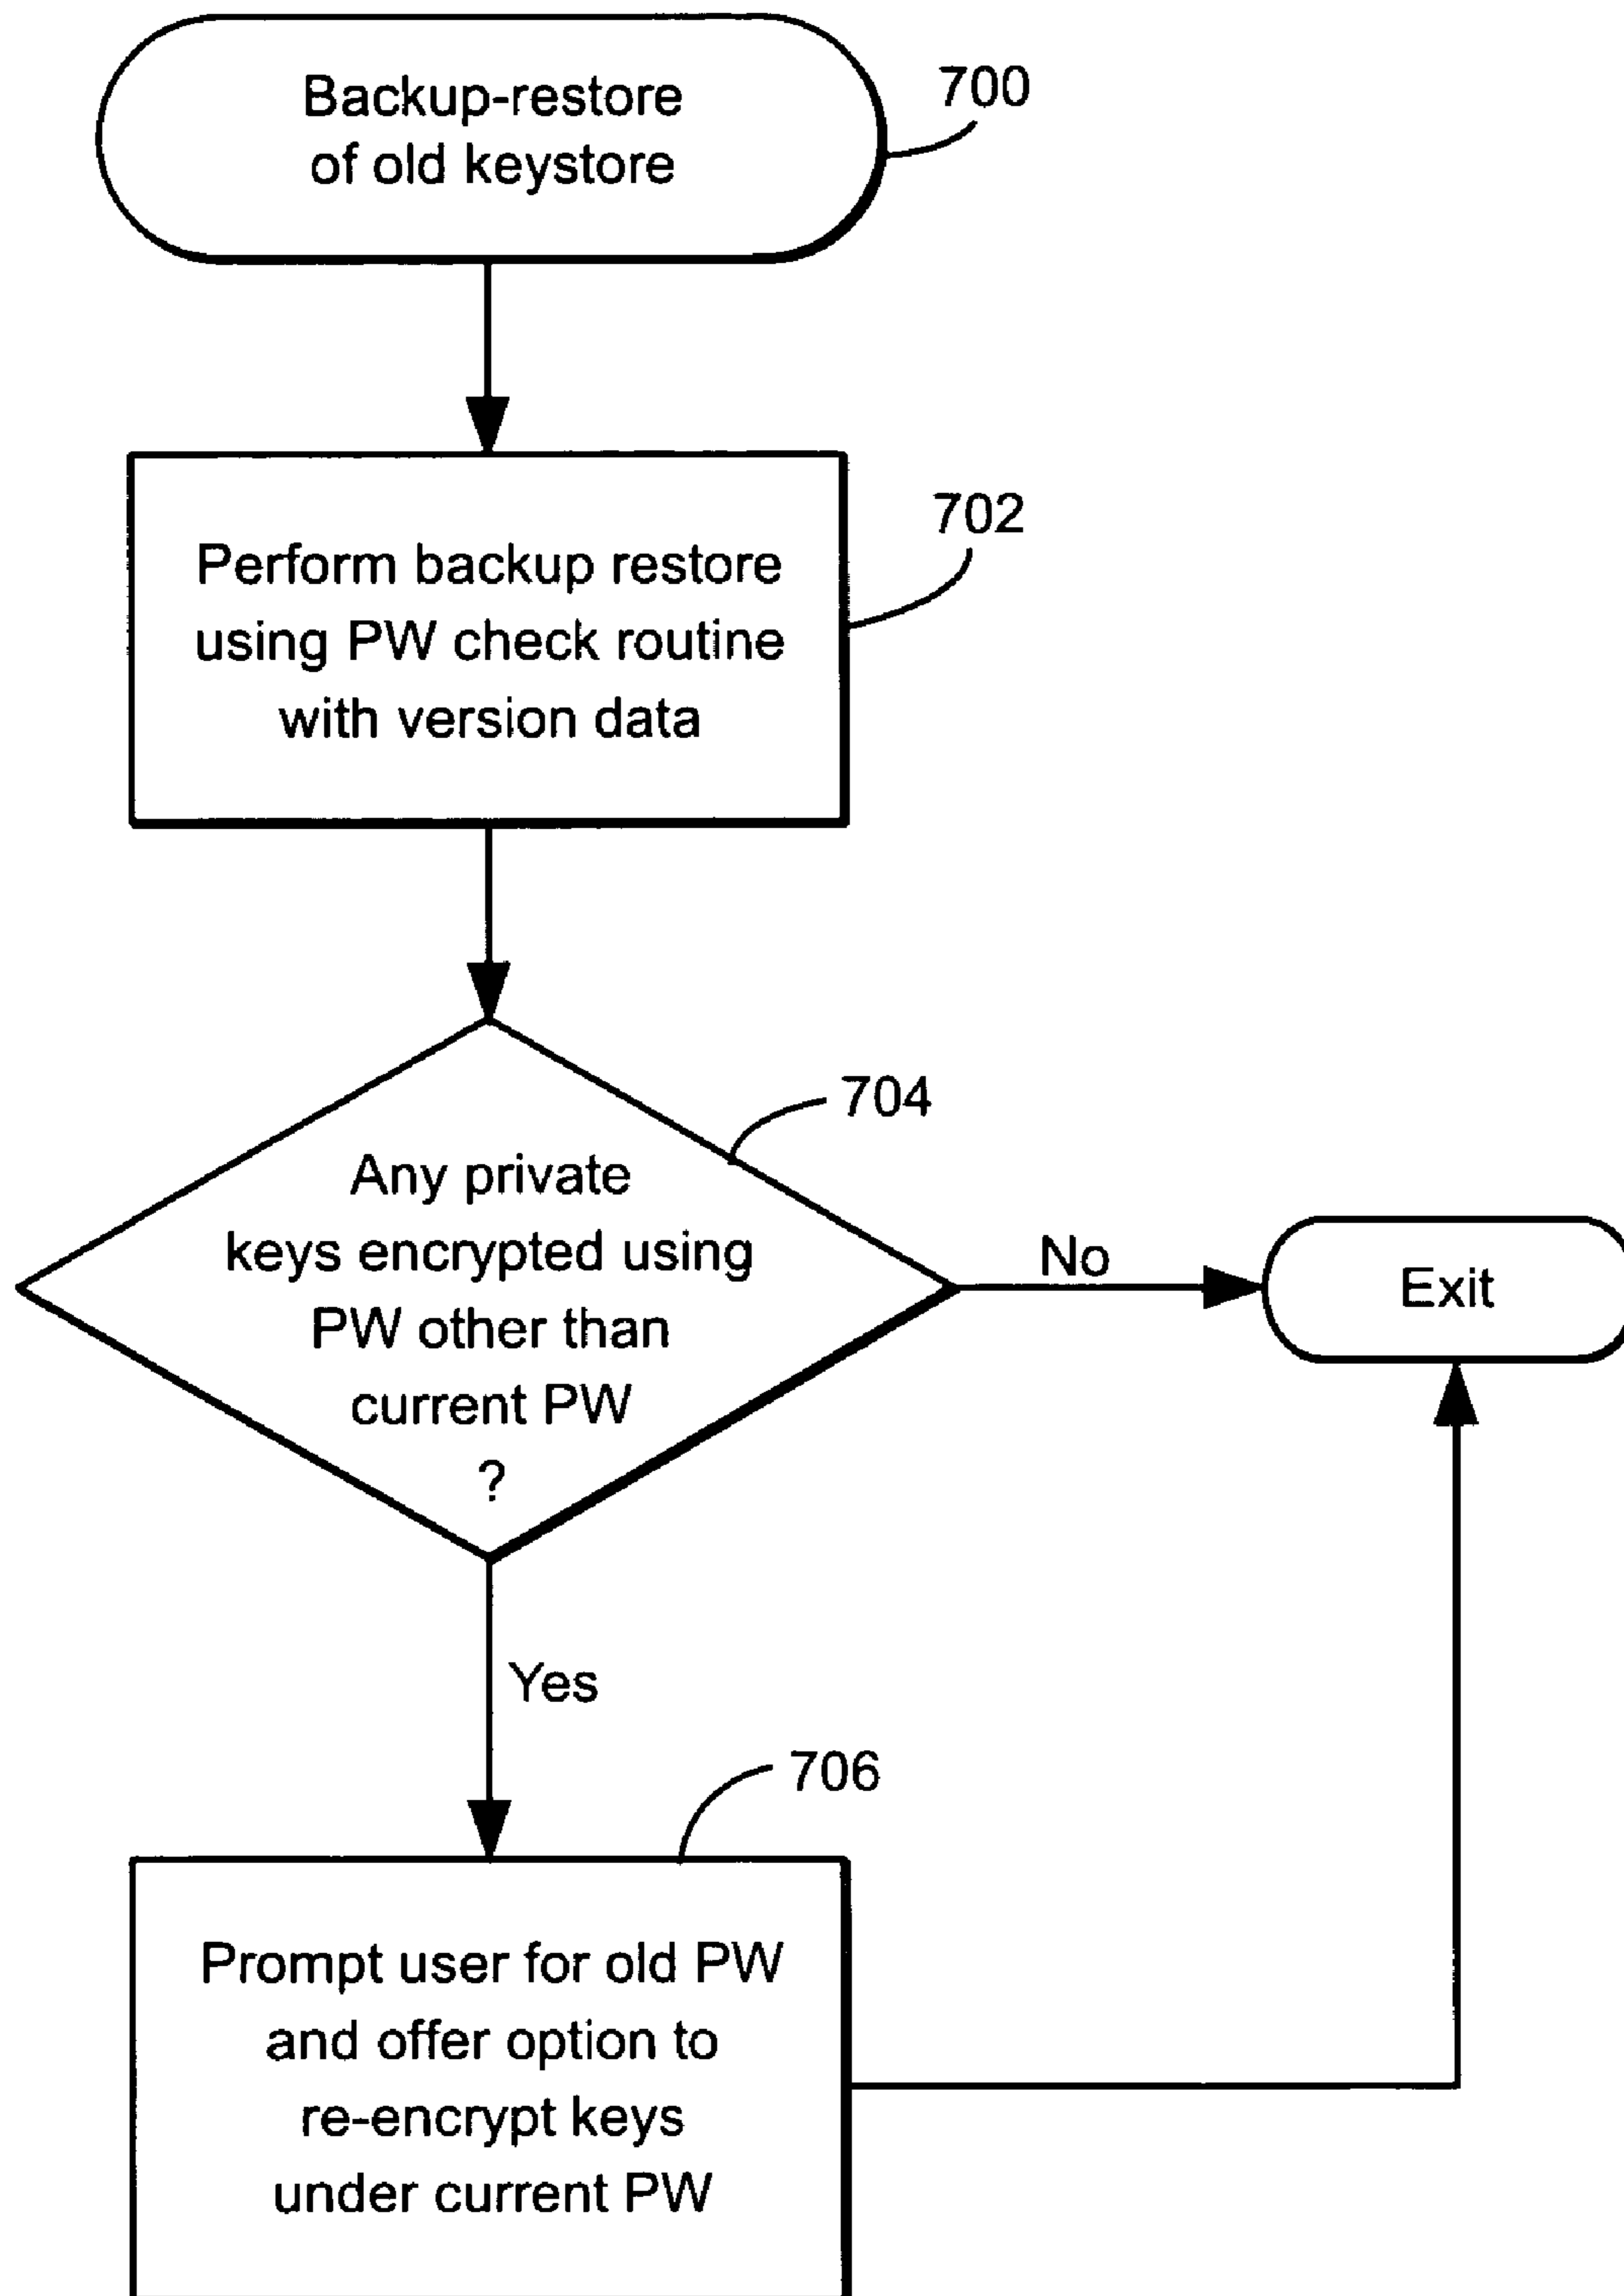 Backup-restore
of old keystore
700
Perform backup restore
using PW check routine
with version data
702
704
Any private
keys encrypted using
PW other than
current PW
?
No
Exit
Yes
706
Prompt user for old PW
and offer option to
re-encrypt keys
under current PW